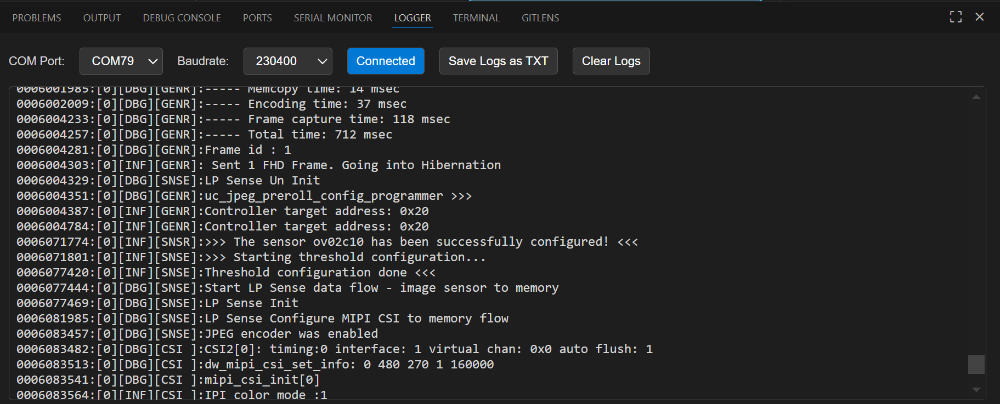 PROBLEMS OUTPUT DEBUG CONSOLE PORTS SERIAL MONITOR LOGGER TERMINAL GITLENS
COM Port: COM79 Baudrate: 230400 Connected Save Logs as TXT Clear Logs
0006001985:[0][DBG][GENR]:----- Memcopy time: 14 msec
0006002009:[0][DBG][GENR]:----- Encoding time: 37 msec
0006004233:[0][DBG][GENR]:----- Frame capture time: 118 msec
0006004257:[0][DBG][GENR]:----- Total time: 712 msec
0006004281:[0][DBG][GENR]:Frame id : 1
0006004303:[0][INF][GENR]: Sent 1 FHD Frame. Going into Hibernation
0006004329:[0][DBG][SNSE]:LP Sense Un Init
0006004351:[0][DBG][GENR]:uc_jpeg_preroll_config_programmer >>>
0006004387:[0][INF][GENR]:Controller target address: 0x20
0006004784:[0][INF][GENR]:Controller target address: 0x20
0006071774:[0][INF][SNSR]:>>> The sensor ov02c10 has been successfully configured! <<<
0006071801:[0][INF][SNSE]:>>> Starting threshold configuration...
0006077420:[0][INF][SNSE]:Threshold configuration done <<<
0006077444:[0][DBG][SNSE]:Start LP Sense data flow - image sensor to memory
0006077469:[0][DBG][SNSE]:LP Sense Init
0006081985:[0][DBG][SNSE]:LP Sense Configure MIPI CSI to memory flow
0006083457:[0][DBG][SNSE]:JPEG encoder was enabled
0006083482:[0][DBG][CSI ]:CSI2[0]: timing:0 interface: 1 virtual chan: 0x0 auto flush: 1
0006083513:[0][DBG][CSI ]:dw_mipi_csi_set_info: 0 480 270 1 160000
0006083541:[0][DBG][CSI ]:mipi_csi_init[0]
0006083564:[0][INF][CSI ]:IPI color mode :1